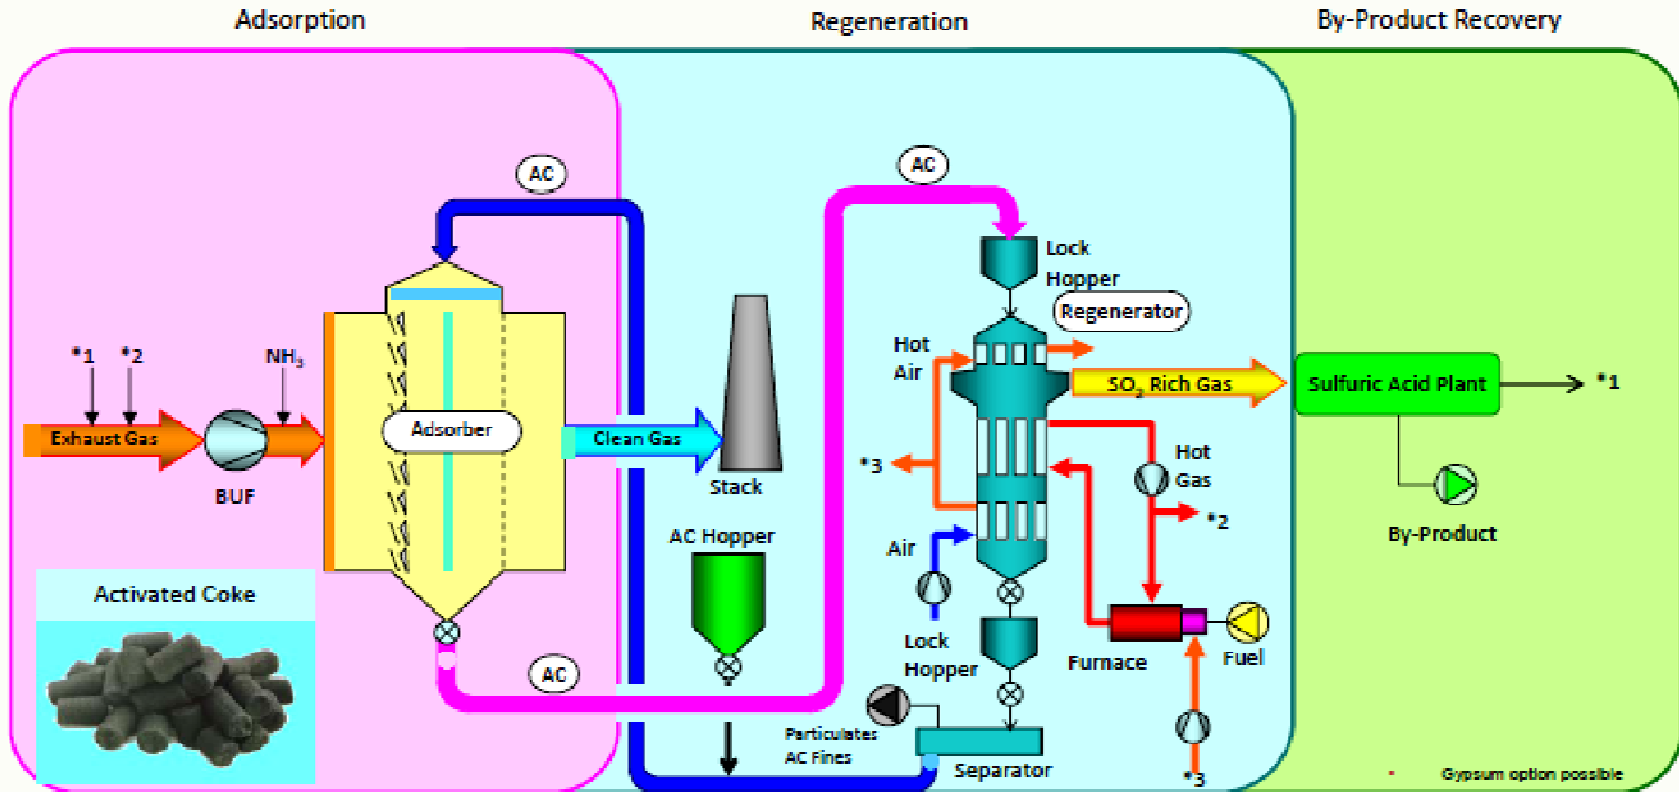 Adsorption
Regeneration
By-Product Recovery
AC
AC
Lock
Hopper
Regenerator
Hot
Air
*1
*2
NH₃
SO₂ Rich Gas
Sulfuric Acid Plant
*1
Exhaust Gas
Adsorber
Clean Gas
*3
Hot
Gas
BUF
Stack
*2
AC Hopper
Air
By-Product
Activated Coke
Lock
Hopper
Furnace
Fuel
AC
Particulates
AC Fines
Separator
*3
Gypsum option possible